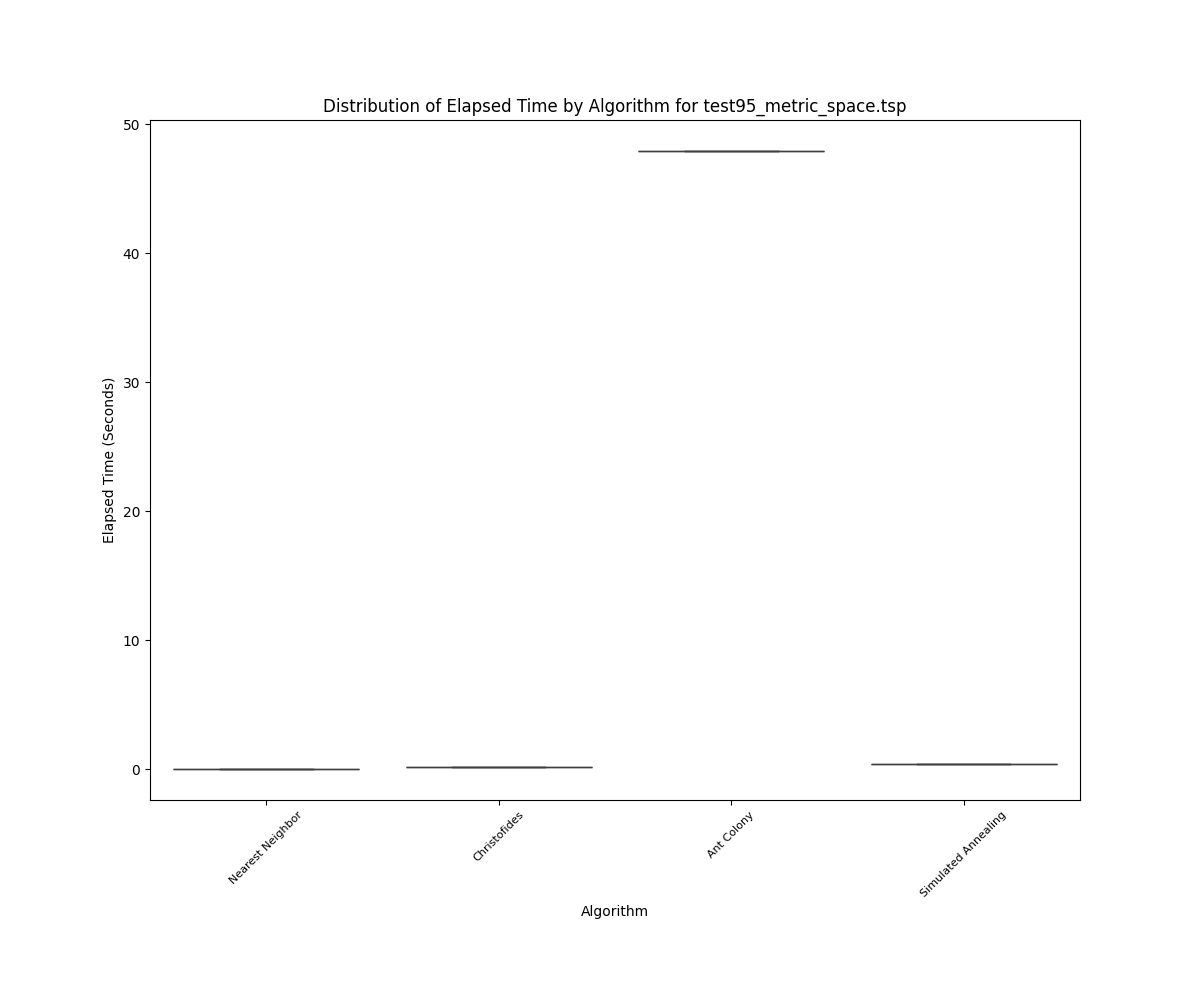 Distribution of Elapsed Time by Algorithm for test95_metric_space.tsp
50
40
30
20
10
0
Elapsed Time (Seconds)
Nearest Neighbor
Christofides
Ant Colony
Simulated Annealing
Algorithm